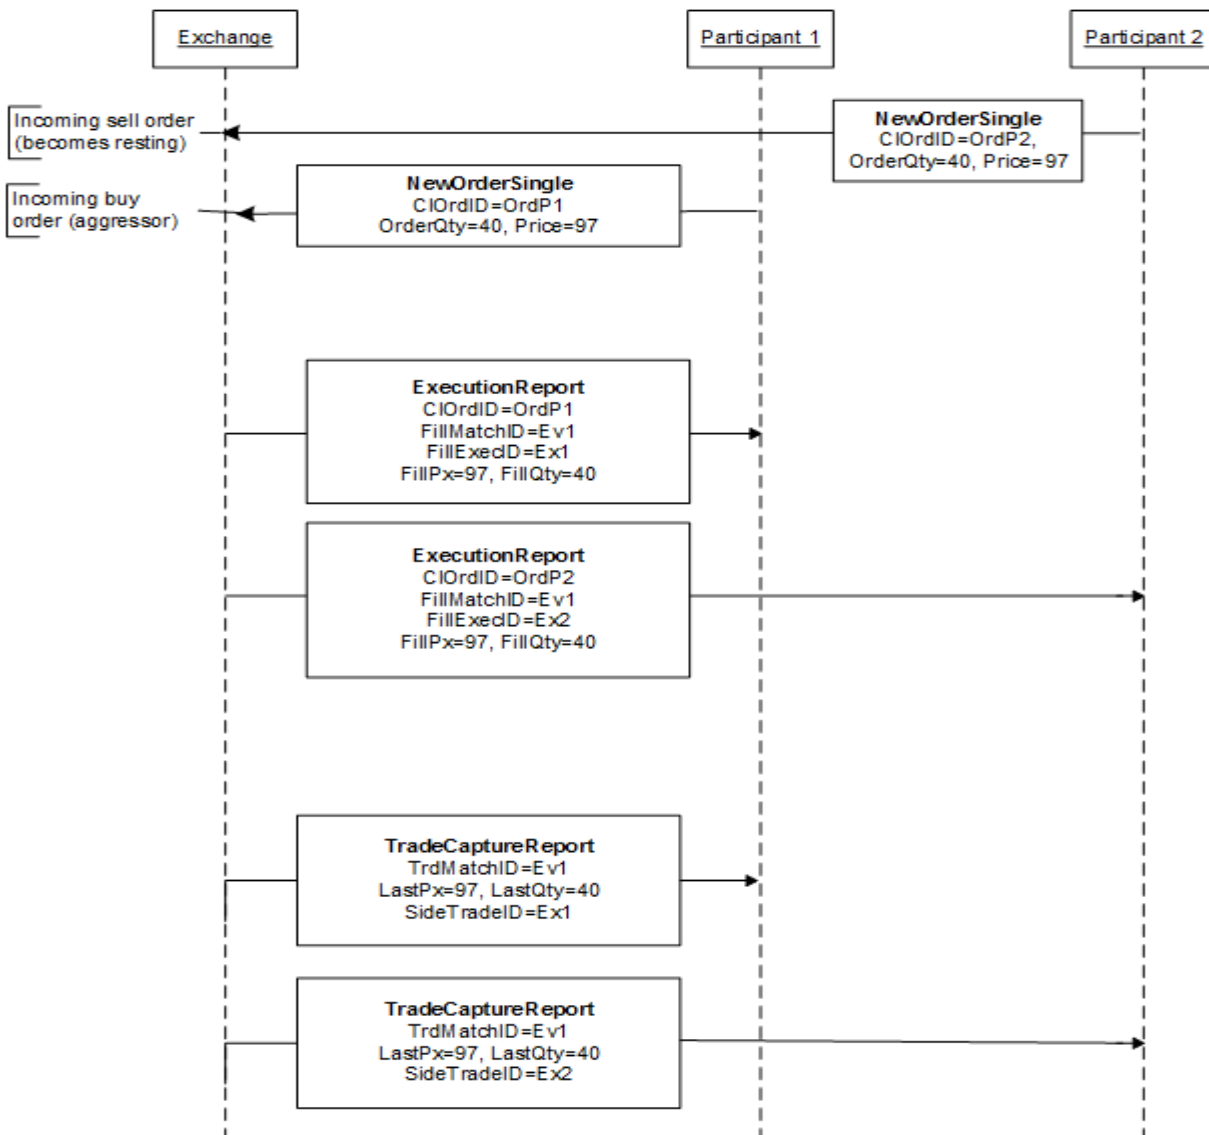 Exchange
Participant 1
Participant 2
Incoming sell order
(becomes resting)
NewOrderSingle
ClOrdID=OrdP2,
OrderQty=40, Price=97
Incoming buy
order (aggressor)
NewOrderSingle
ClOrdID=OrdP1
OrderQty=40, Price=97
ExecutionReport
ClOrdID=OrdP1
FillMatchID=Ev1
FillExecID=Ex1
FillPx=97, FillQty=40
ExecutionReport
ClOrdID=OrdP2
FillMatchID=Ev1
FillExecID=Ex2
FillPx=97, FillQty=40
TradeCaptureReport
TrdMatchID=Ev1
LastPx=97, LastQty=40
SideTradeID=Ex1
TradeCaptureReport
TrdMatchID=Ev1
LastPx=97, LastQty=40
SideTradeID=Ex2